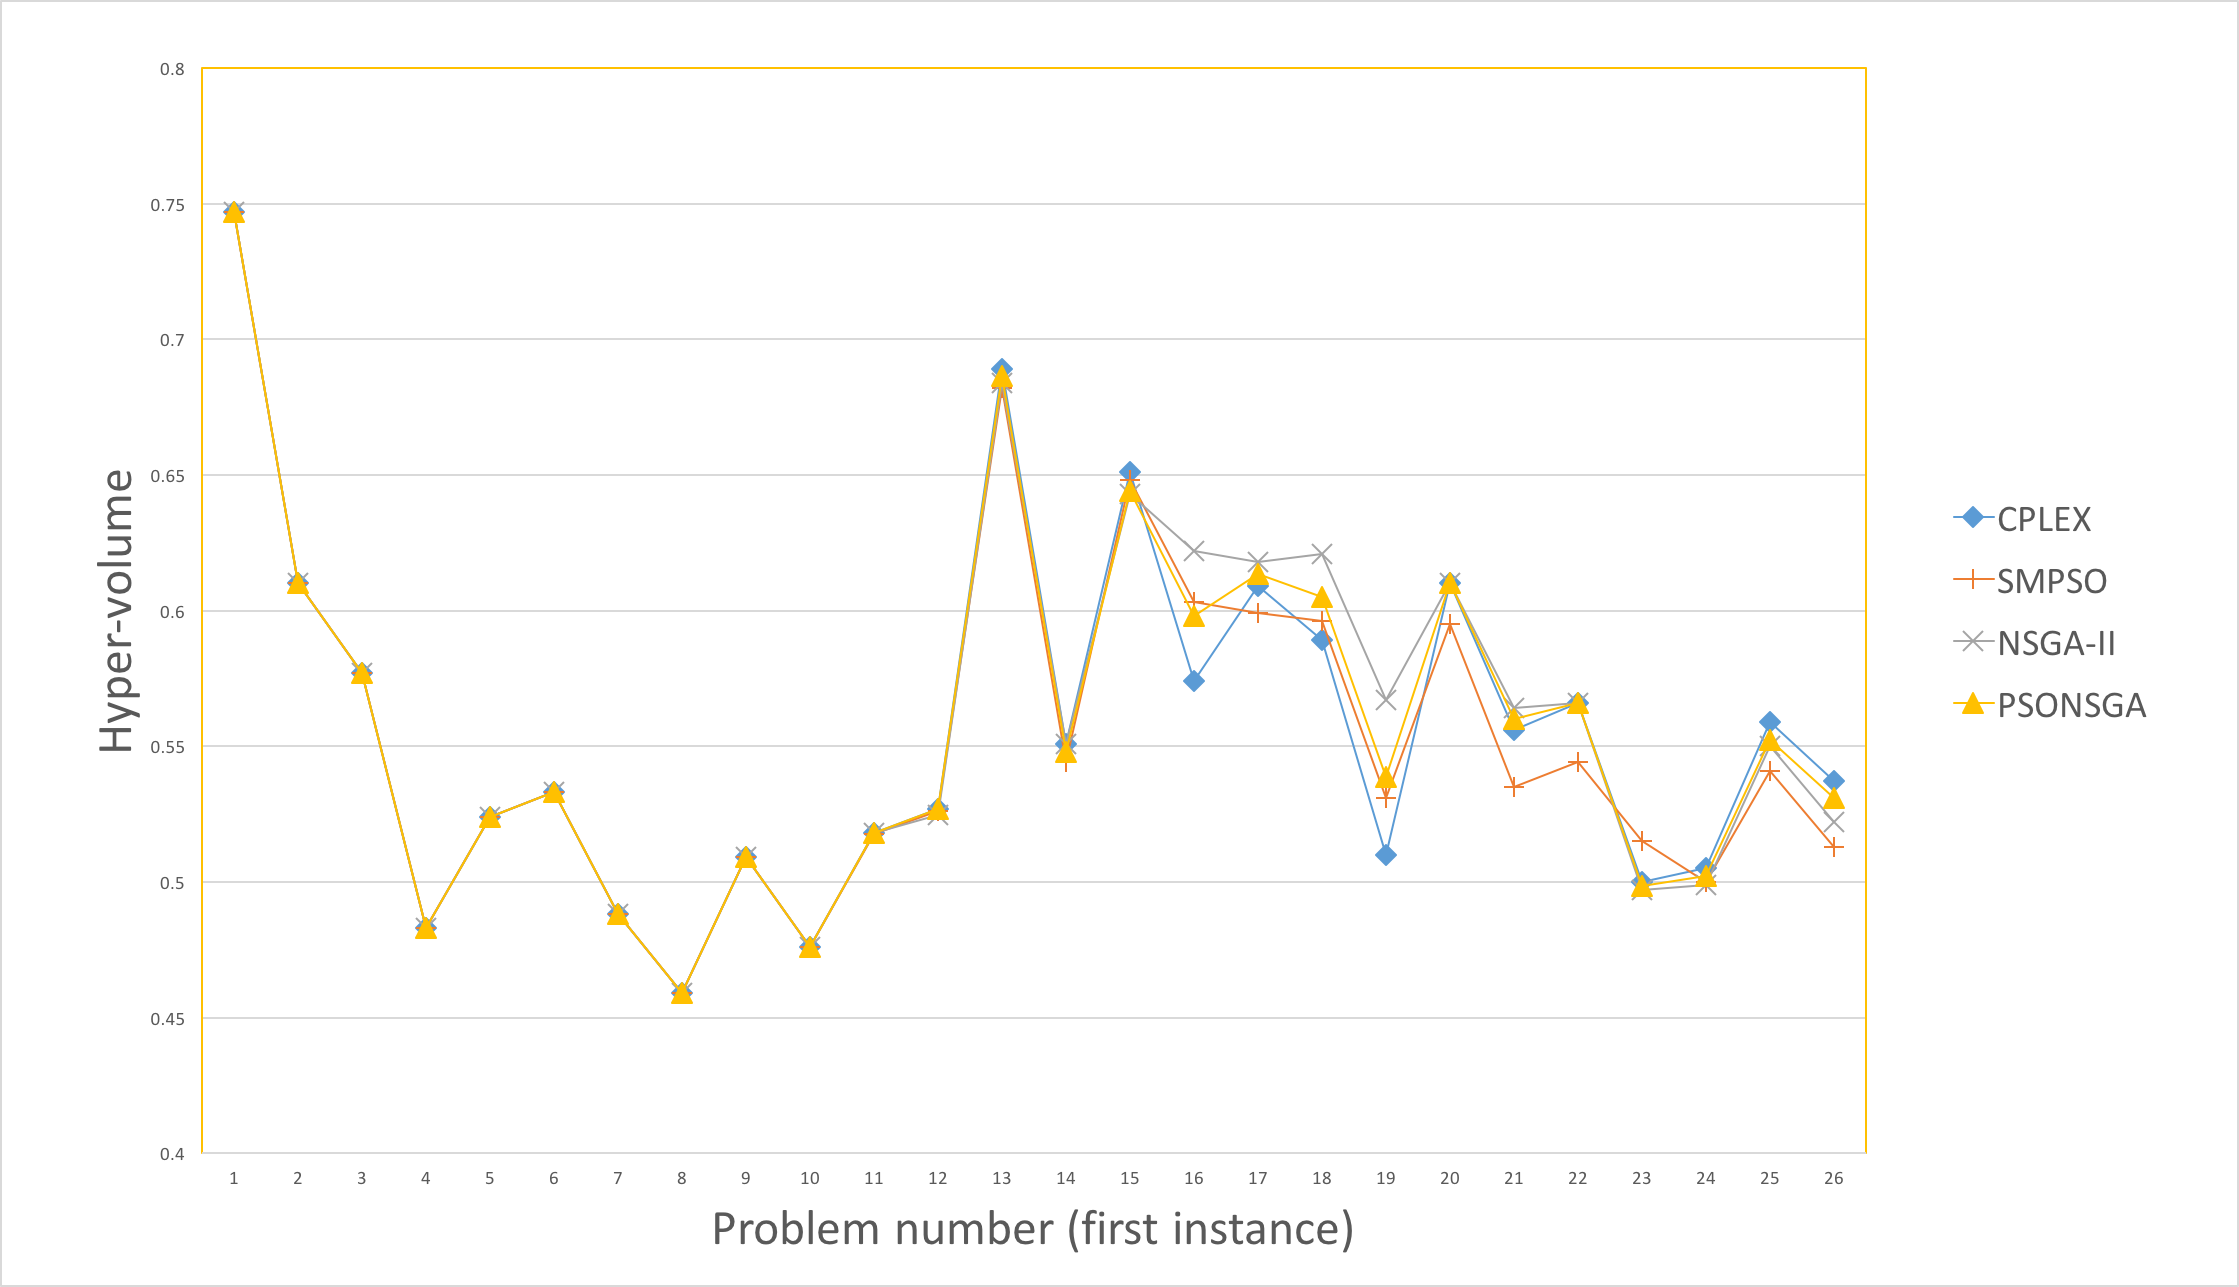 0.8
0.75
0.7
0.65
0.6
0.55
0.5
0.45
0.4
Hyper-volume
1 2 3 4 5 6 7 8 9 10 11 12 13 14 15 16 17 18 19 20 21 22 23 24 25 26
Problem number (first instance)
CPLEX
SMPSO
NSGA-II
PSONSGA